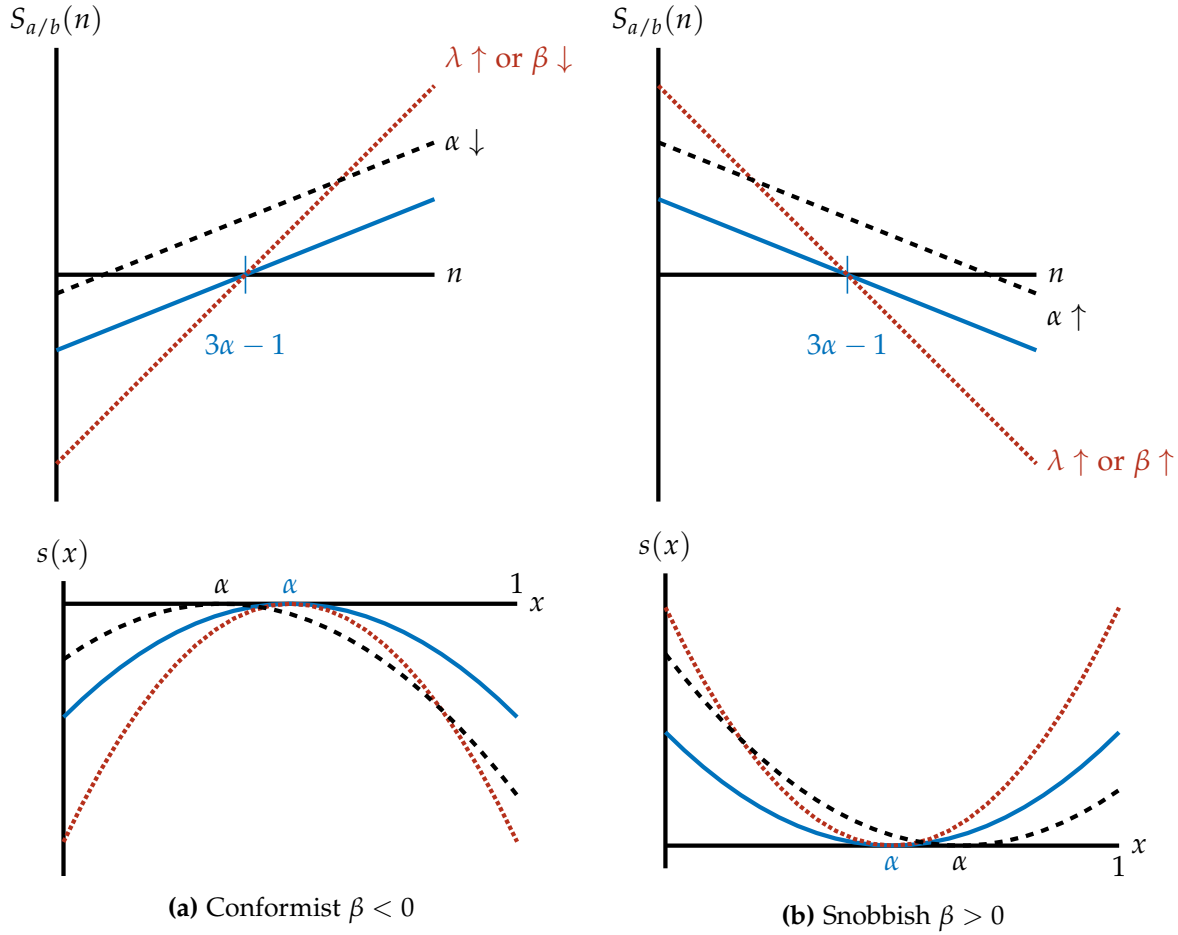 S_{a/b}(n)
λ ↑ or β ↓
α ↓
n
3α − 1
S_{a/b}(n)
n
α ↑
3α − 1
λ ↑ or β ↑
s(x)
α
α
1
x
(a) Conformist β < 0
s(x)
x
α
α
1
(b) Snobbish β > 0